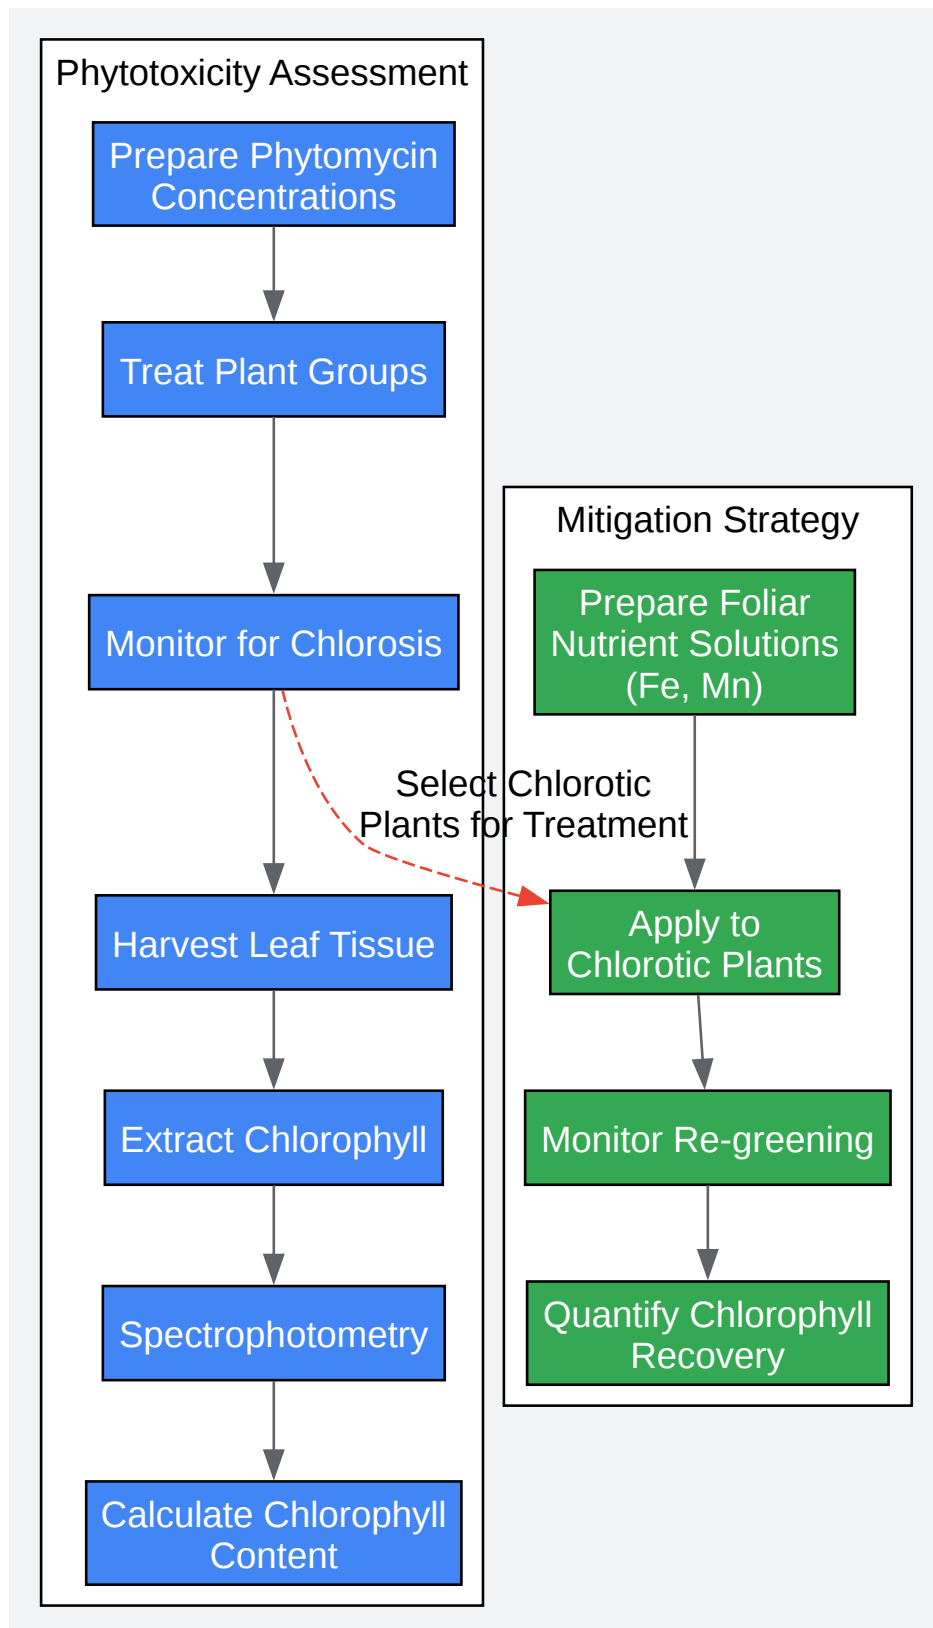 Phytotoxicity Assessment
Prepare Phytomycin
Concentrations
Treat Plant Groups
Monitor for Chlorosis
Select Chlorotic
Plants for Treatment
Harvest Leaf Tissue
Extract Chlorophyll
Spectrophotometry
Calculate Chlorophyll
Content
Mitigation Strategy
Prepare Foliar
Nutrient Solutions
(Fe, Mn)
Apply to
Chlorotic Plants
Monitor Re-greening
Quantify Chlorophyll
Recovery